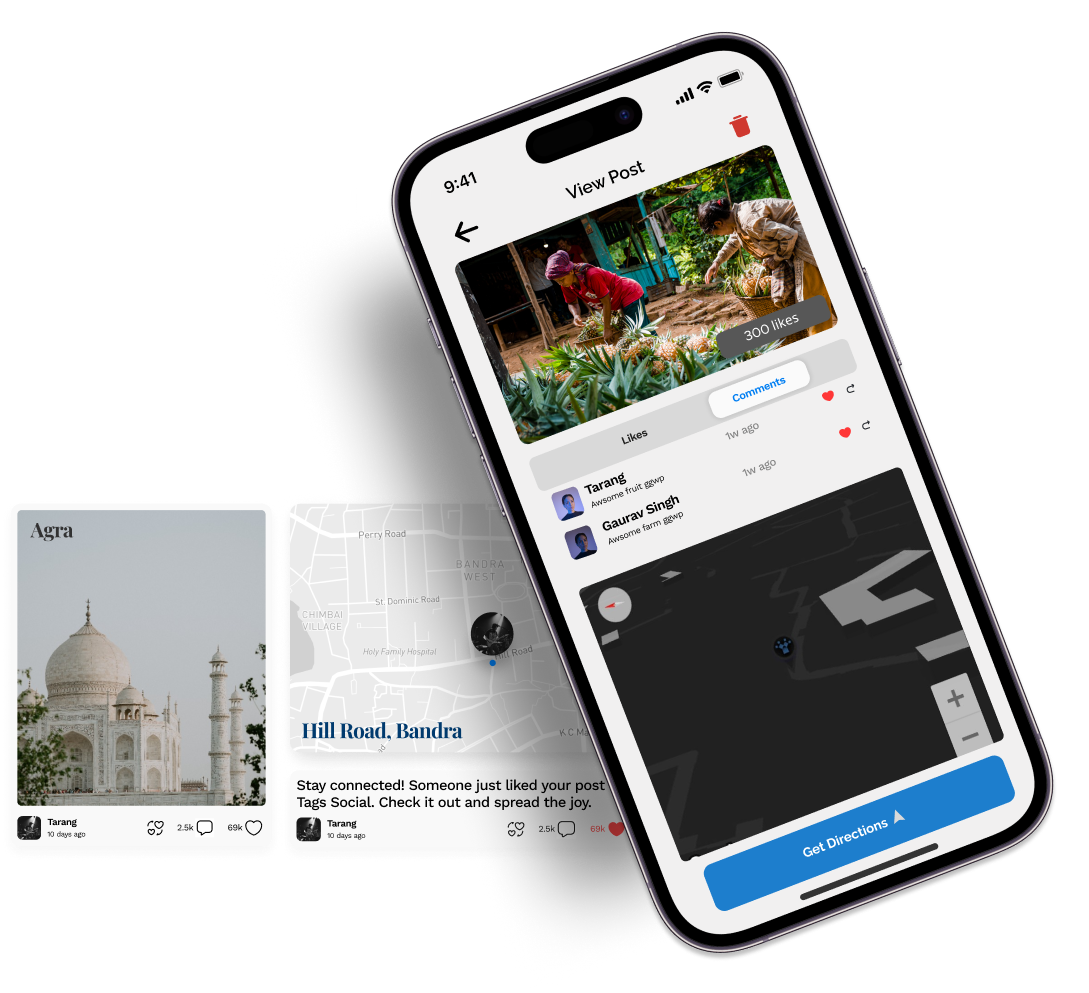 9:41
View Post
300 likes
Likes
Comments
Tarang
1w ago
Awsome fruit ggwp
Gaurav Singh
1w ago
Awsome farm ggwp
Get Directions
Agra
Tarang
10 days ago
2.5k
69k
Perry Road
BANDRA
WEST
St. Dominic Road
CHIMBAI
VILLAGE
Holy Family Hospital
Hill Road
Hill Road, Bandra
Stay connected! Someone just liked your post
Tags Social. Check it out and spread the joy.
Tarang
10 days ago
2.5k
69k